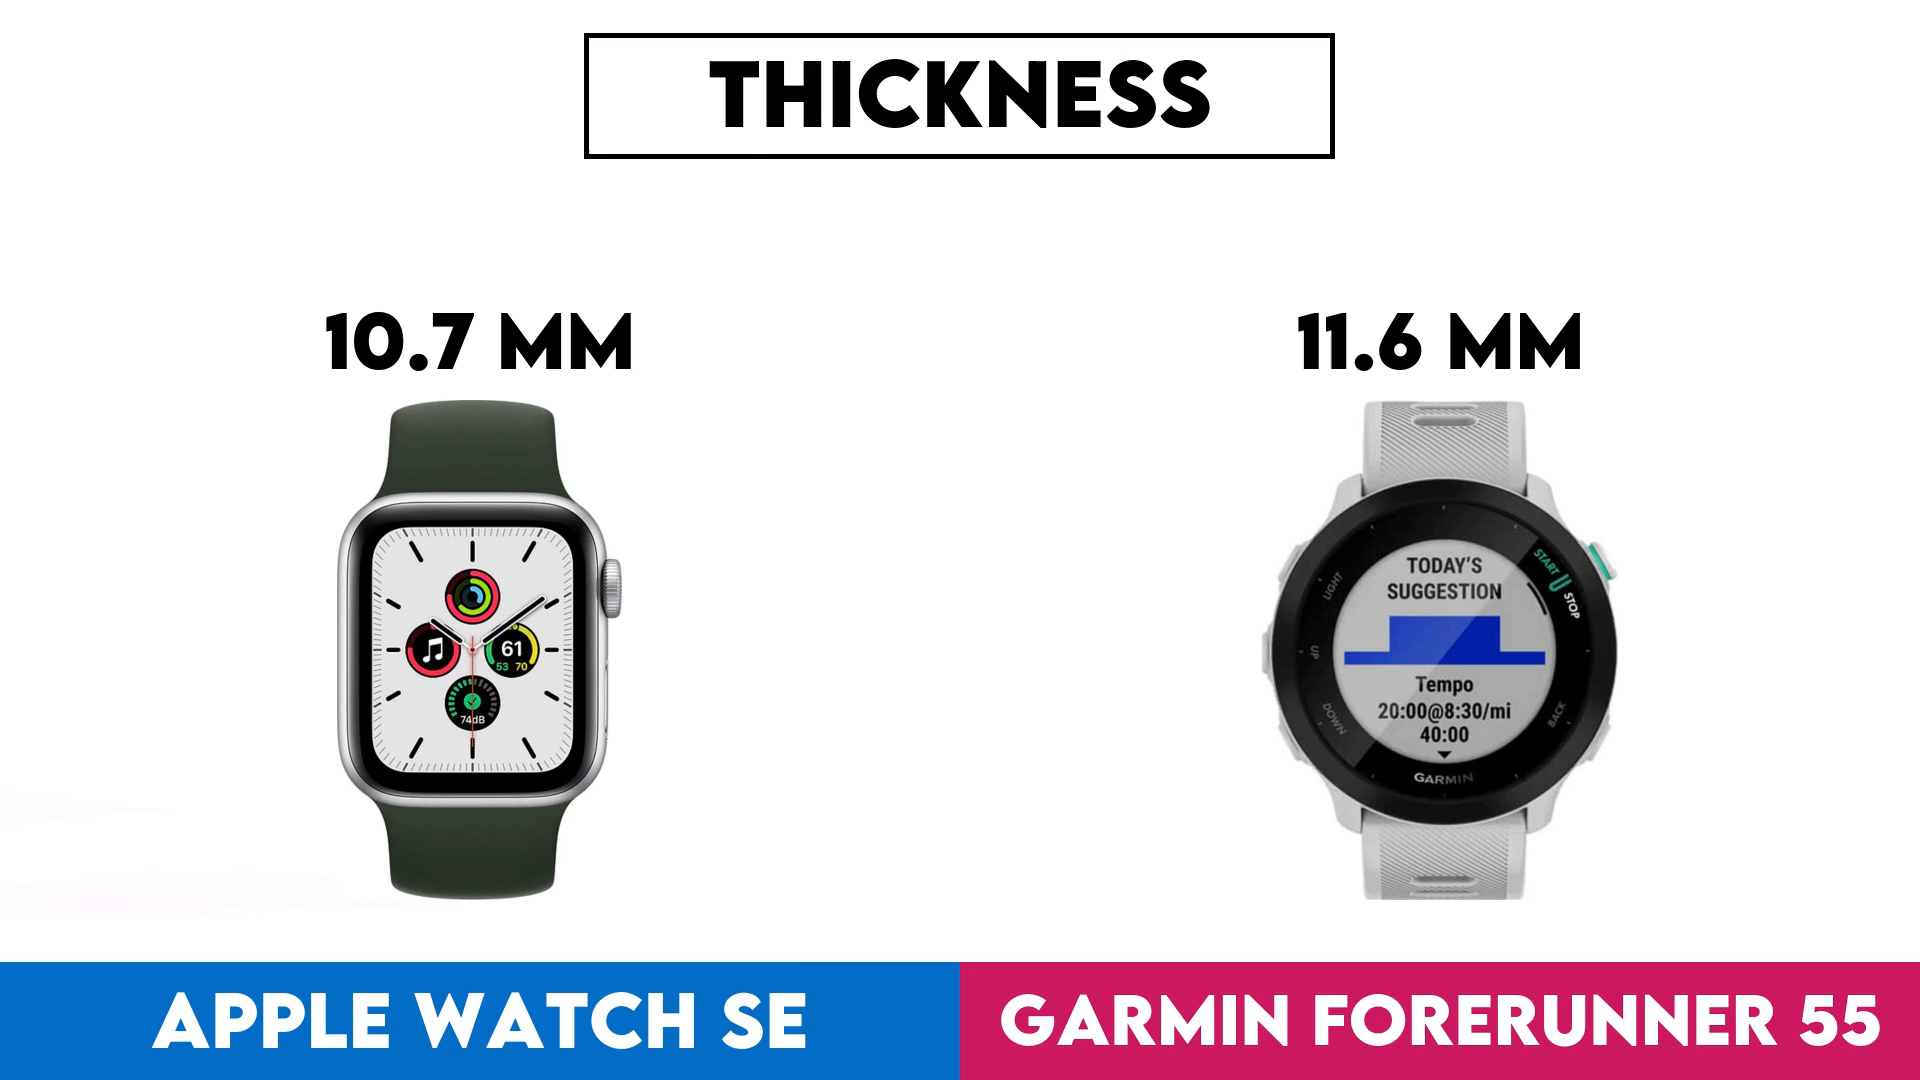 THICKNESS
10.7 MM
11.6 MM
61
53 70
74dB
TODAY'S
SUGGESTION
Tempo
20:00@8:30/mi
40:00
GARMIN
LIGHT
UP
DOWN
START
STOP
BACK
APPLE WATCH SE
GARMIN FORERUNNER 55